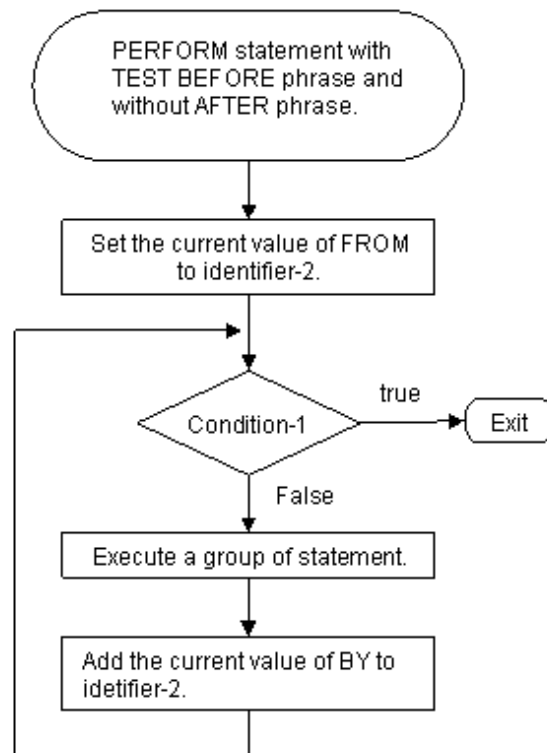 PERFORM statement with
TEST BEFORE phrase and
without AFTER phrase.
Set the current value of FROM
to identifier-2.
Condition-1
true
Exit
False
Execute a group of statement.
Add the current value of BY to
idetifier-2.